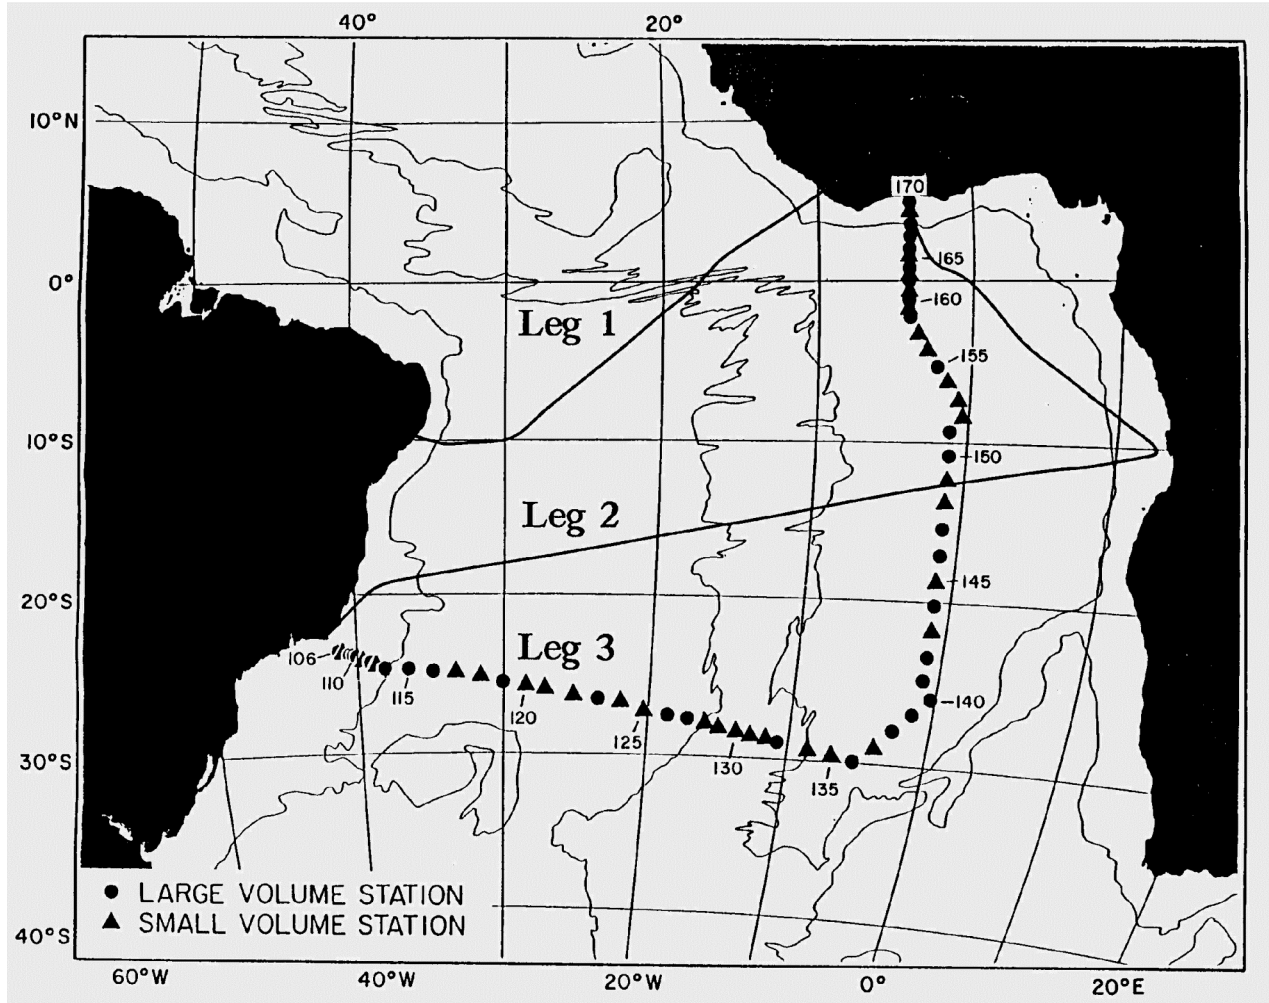 40°
20°
10°N
170
165
0°
160
Leg 1
155
10°S
150
Leg 2
145
20°S
Leg 3
106
110
115
140
120
125
30°S
130
135
● LARGE VOLUME STATION
▲ SMALL VOLUME STATION
40°S
60°W
40°W
20°W
0°
20°E